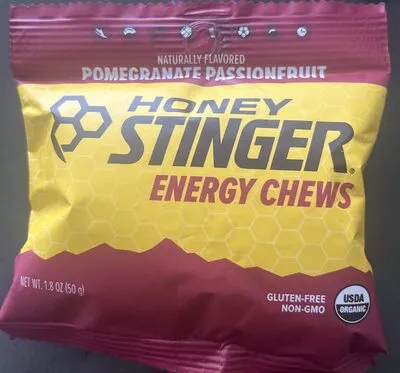 NATURALLY FLAVORED
POMEGRANATE PASSIONFRUIT
HONEY
STINGER®
ENERGY CHEWS
NET WT. 1.8 OZ (50 g)
GLUTEN-FREE
NON-GMO
USDA
ORGANIC